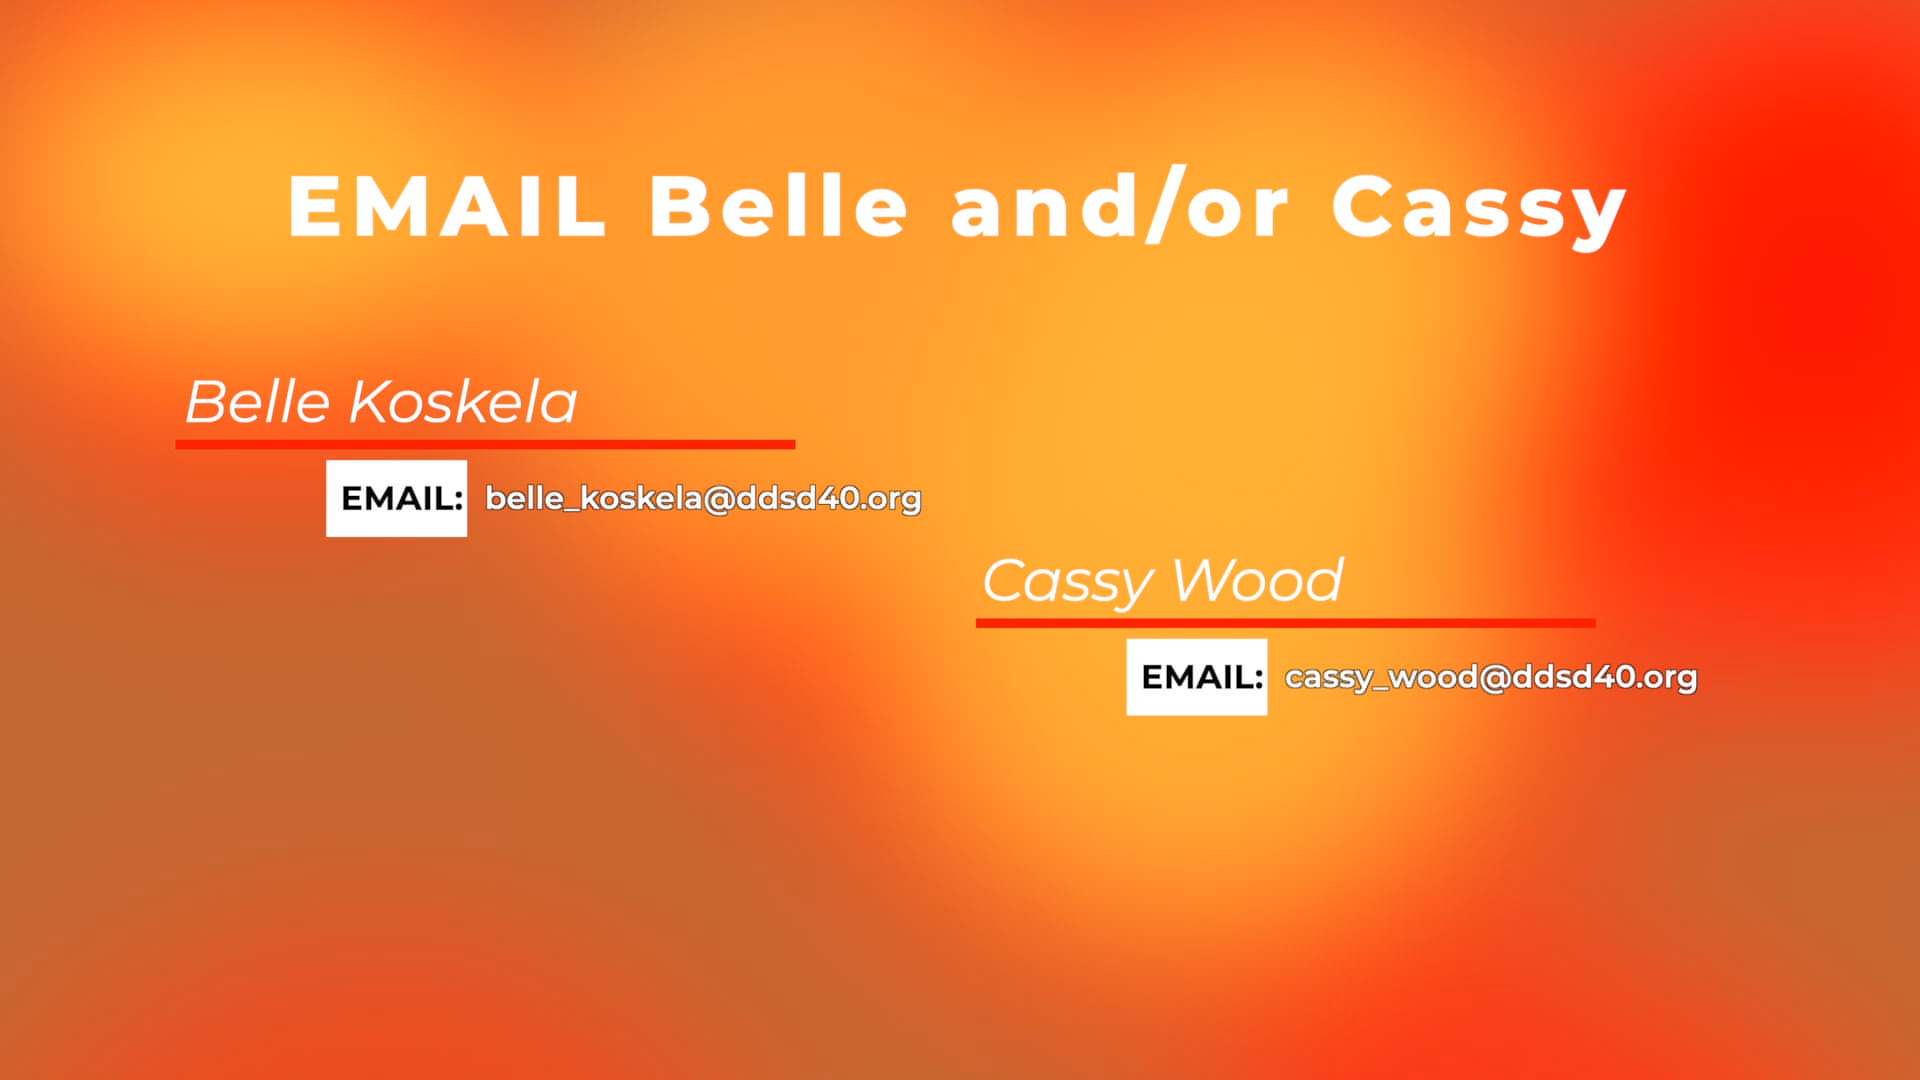 EMAIL Belle and/or Cassy
Belle Koskela
EMAIL: belle_koskela@ddsd40.org
Cassy Wood
EMAIL: cassy_wood@ddsd40.org